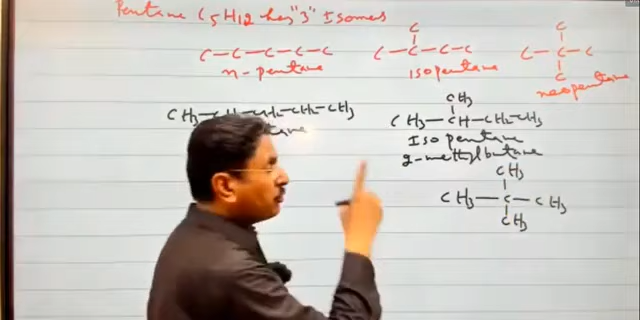 Pentane C5H12 has "3" Isomers
C
C–C–C–C–C
C–C–C–C
n-pentane
isopentane
C
C–C–C
C
neopentane
CH3
CH3–CH2–CH2–CH3
CH3–CH–CH2–CH3
Iso pentane
2-methylbutane
CH3
CH3–C–CH3
CH3